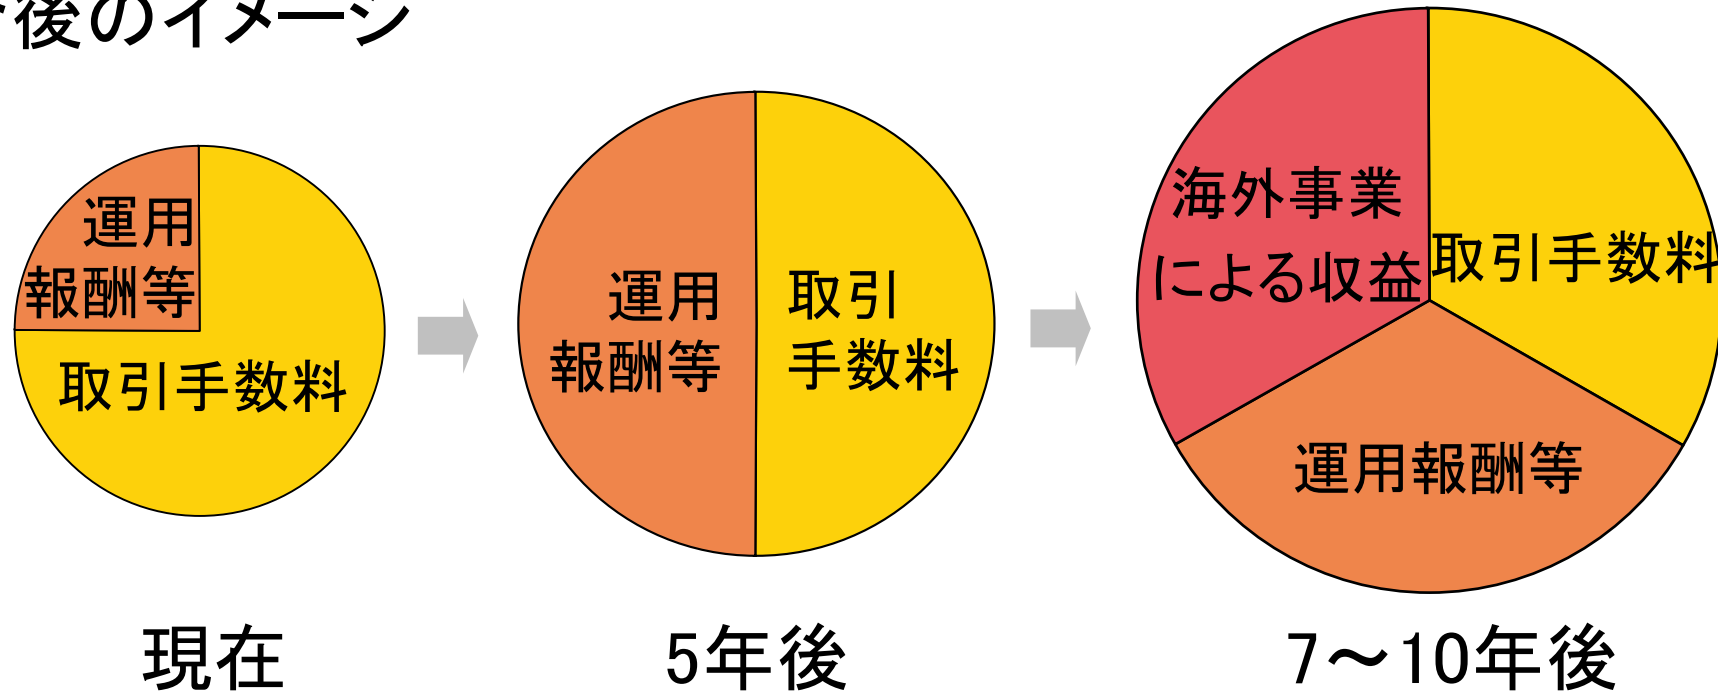 後のイメージ
運用
報酬等
取引手数料
運用
報酬等
取引
手数料
海外事業
による収益
取引手数料
運用報酬等
現在
5年後
7～10年後